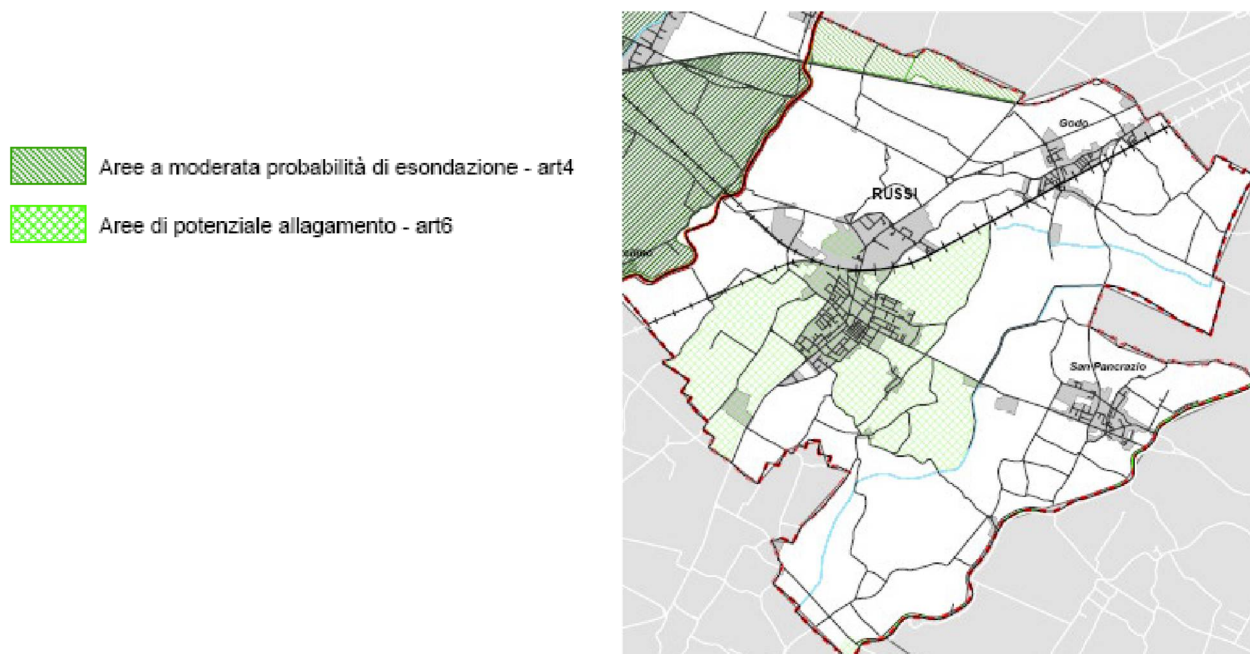 Aree a moderata probabilità di esondazione - art4
Aree di potenziale allagamento - art6
Godo
RUSSI
San Pancrazio